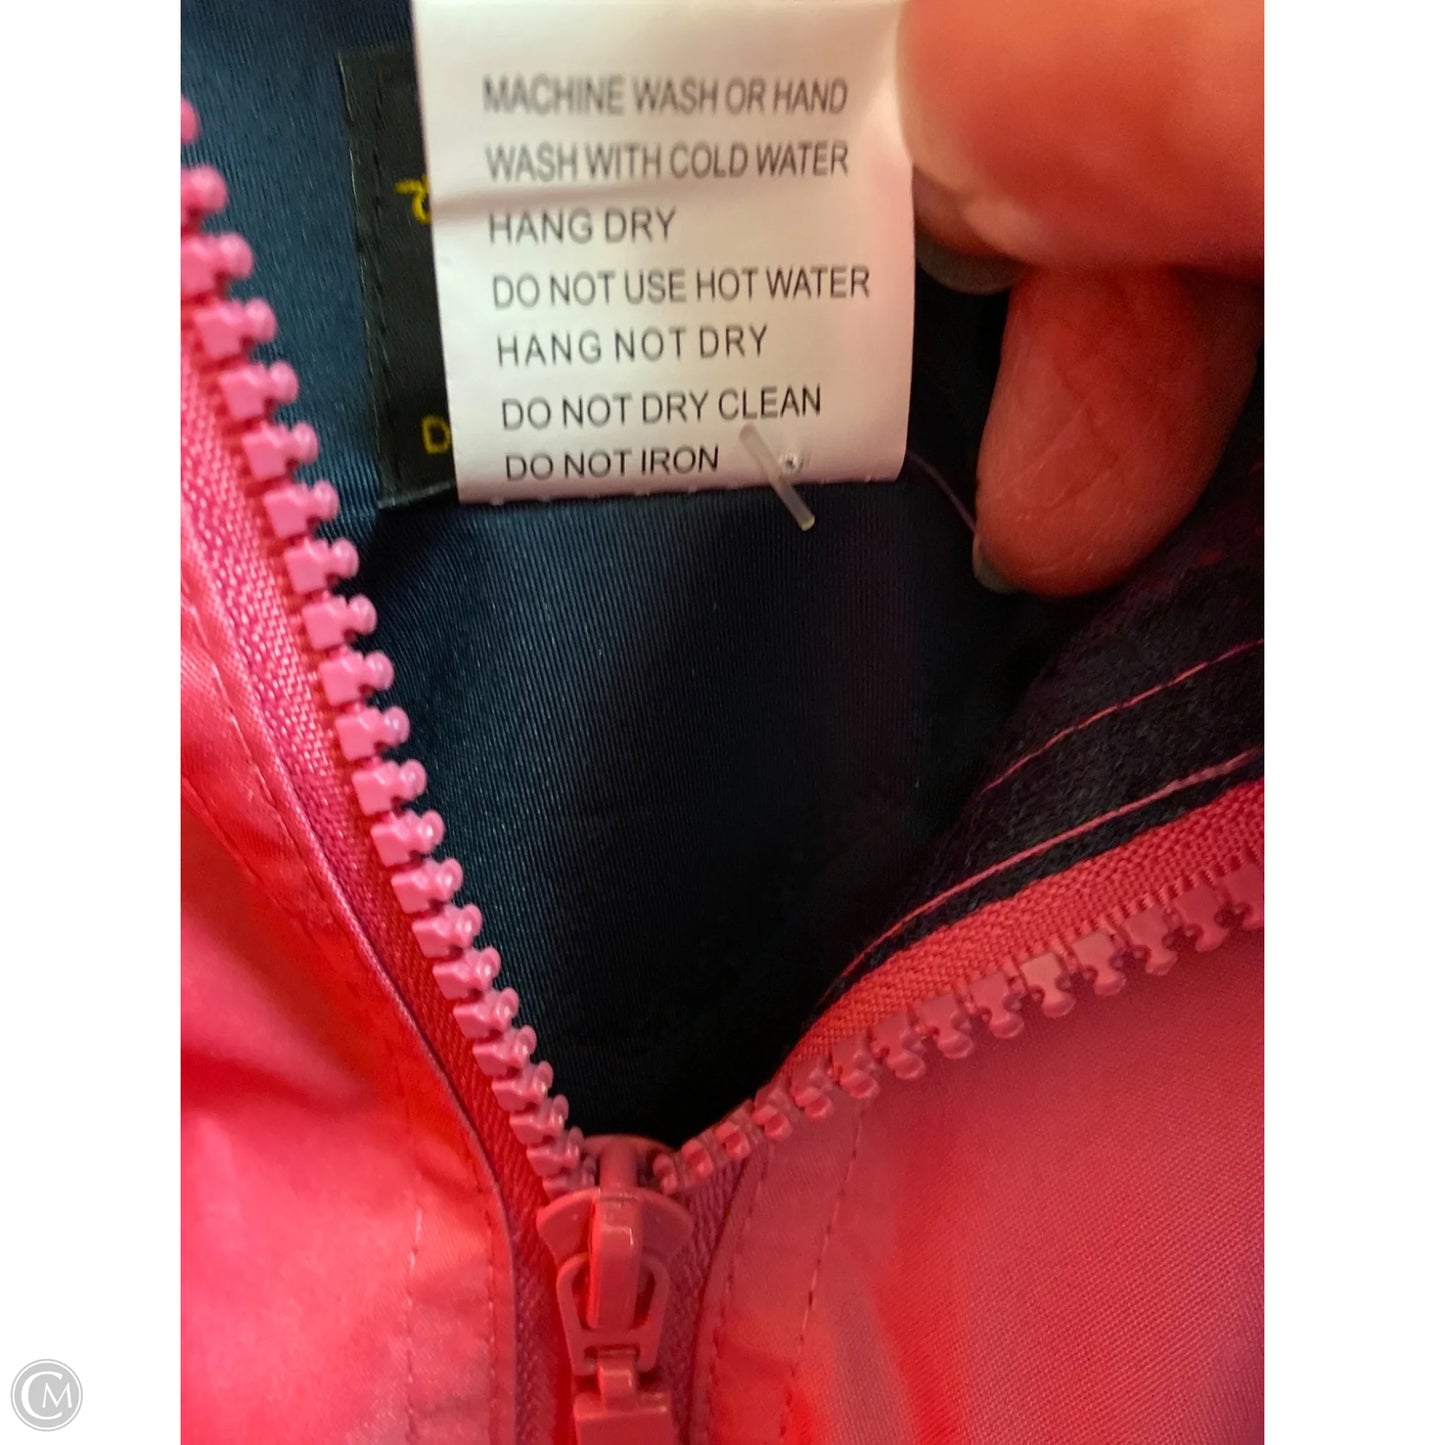 MACHINE WASH OR HAND
WASH WITH COLD WATER
HANG DRY
DO NOT USE HOT WATER
HANG NOT DRY
DO NOT DRY CLEAN
DO NOT IRON
D
CM